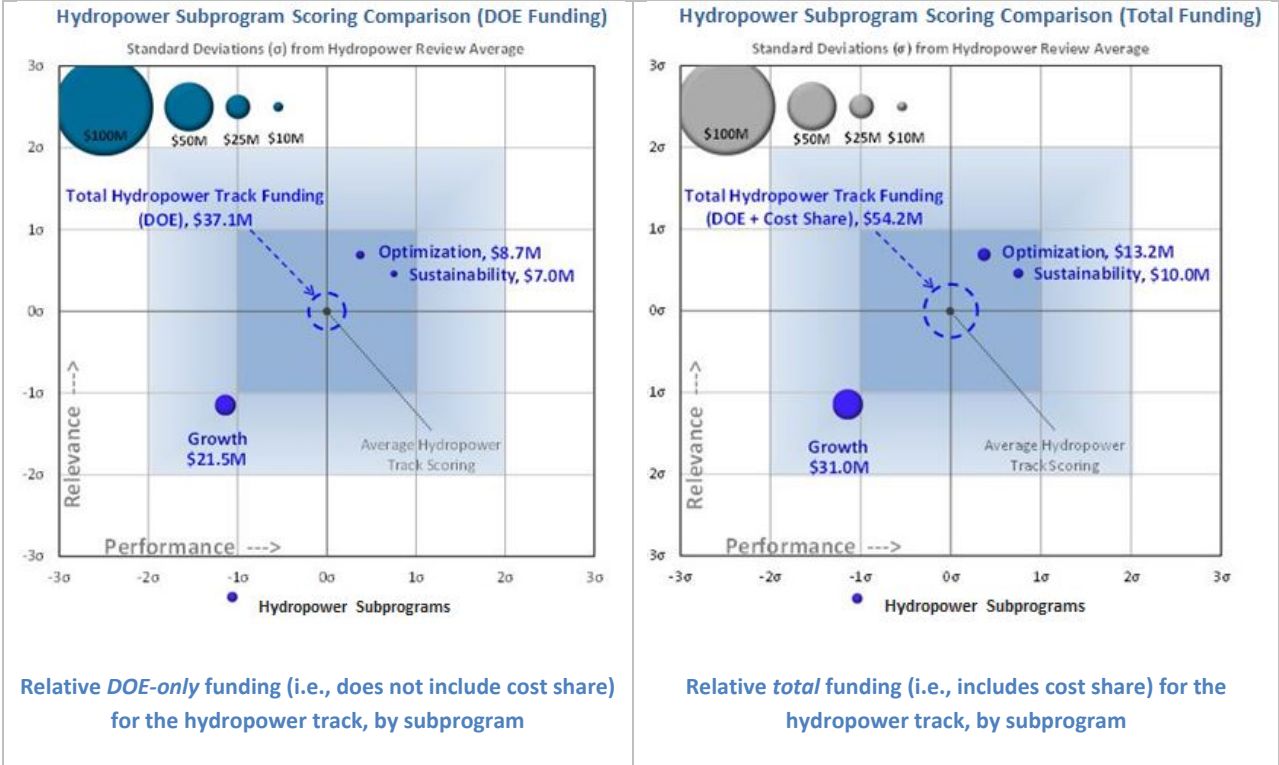 Hydropower Subprogram Scoring Comparison (DOE Funding)
Standard Deviations (σ) from Hydropower Review Average
3σ
2σ
1σ
0σ
-1σ
-2σ
-3σ
$100M
$50M
$25M
$10M
Total Hydropower Track Funding
(DOE), $37.1M
Optimization, $8.7M
Sustainability, $7.0M
Growth
$21.5M
Average Hydropower
Track Scoring
Relevance --->
Performance --->
-3σ
-2σ
-1σ
0σ
1σ
2σ
3σ
Hydropower Subprograms
Relative DOE-only funding (i.e., does not include cost share)
for the hydropower track, by subprogram
Hydropower Subprogram Scoring Comparison (Total Funding)
Standard Deviations (σ) from Hydropower Review Average
3σ
2σ
1σ
0σ
1σ
2σ
3σ
$100M
$50M
$25M
$10M
Total Hydropower Track Funding
(DOE + Cost Share), $54.2M
Optimization, $13.2M
Sustainability, $10.0M
Growth
$31.0M
Average Hydropower
Track Scoring
Relevance --->
Performance --->
-3σ
-2σ
-1σ
0σ
1σ
2σ
3σ
Hydropower Subprograms
Relative total funding (i.e., includes cost share) for the
hydropower track, by subprogram